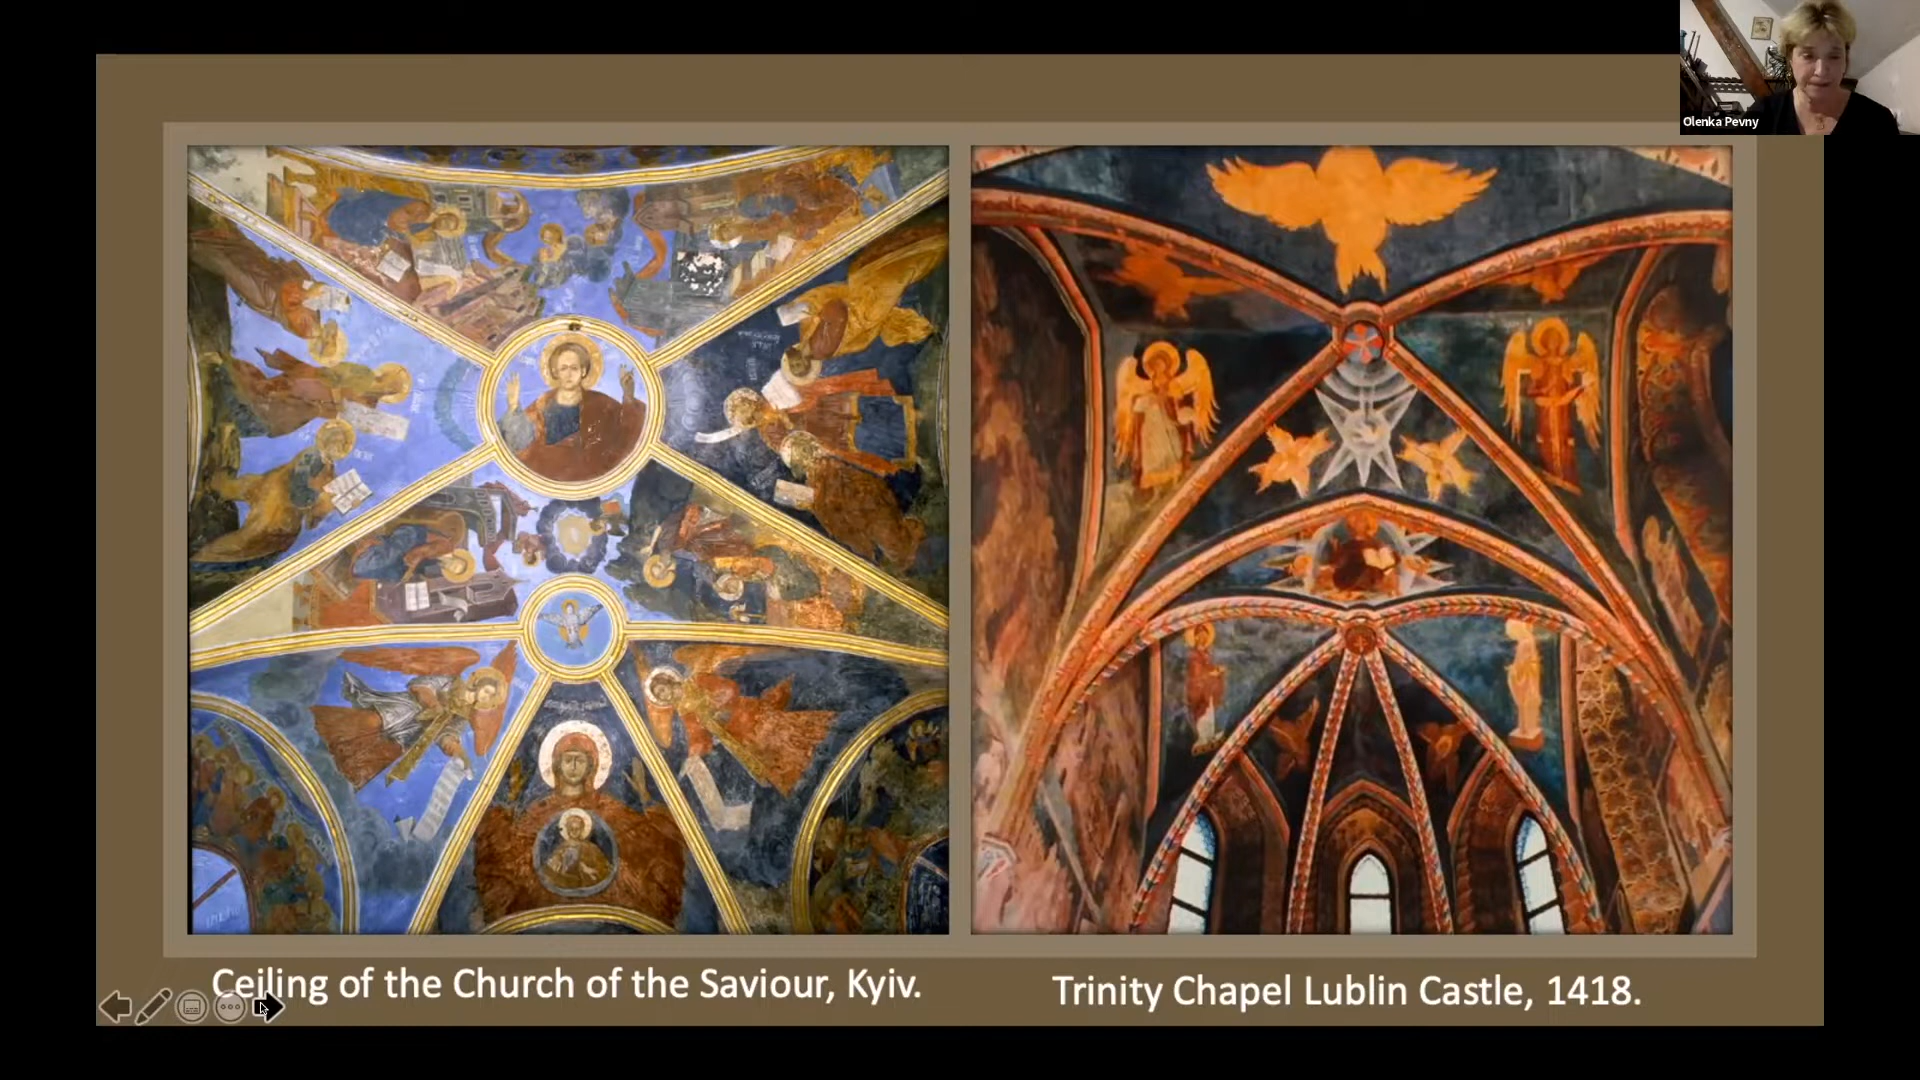 Olenka Pevny
Ceiling of the Church of the Saviour, Kyiv.
Trinity Chapel Lublin Castle, 1418.